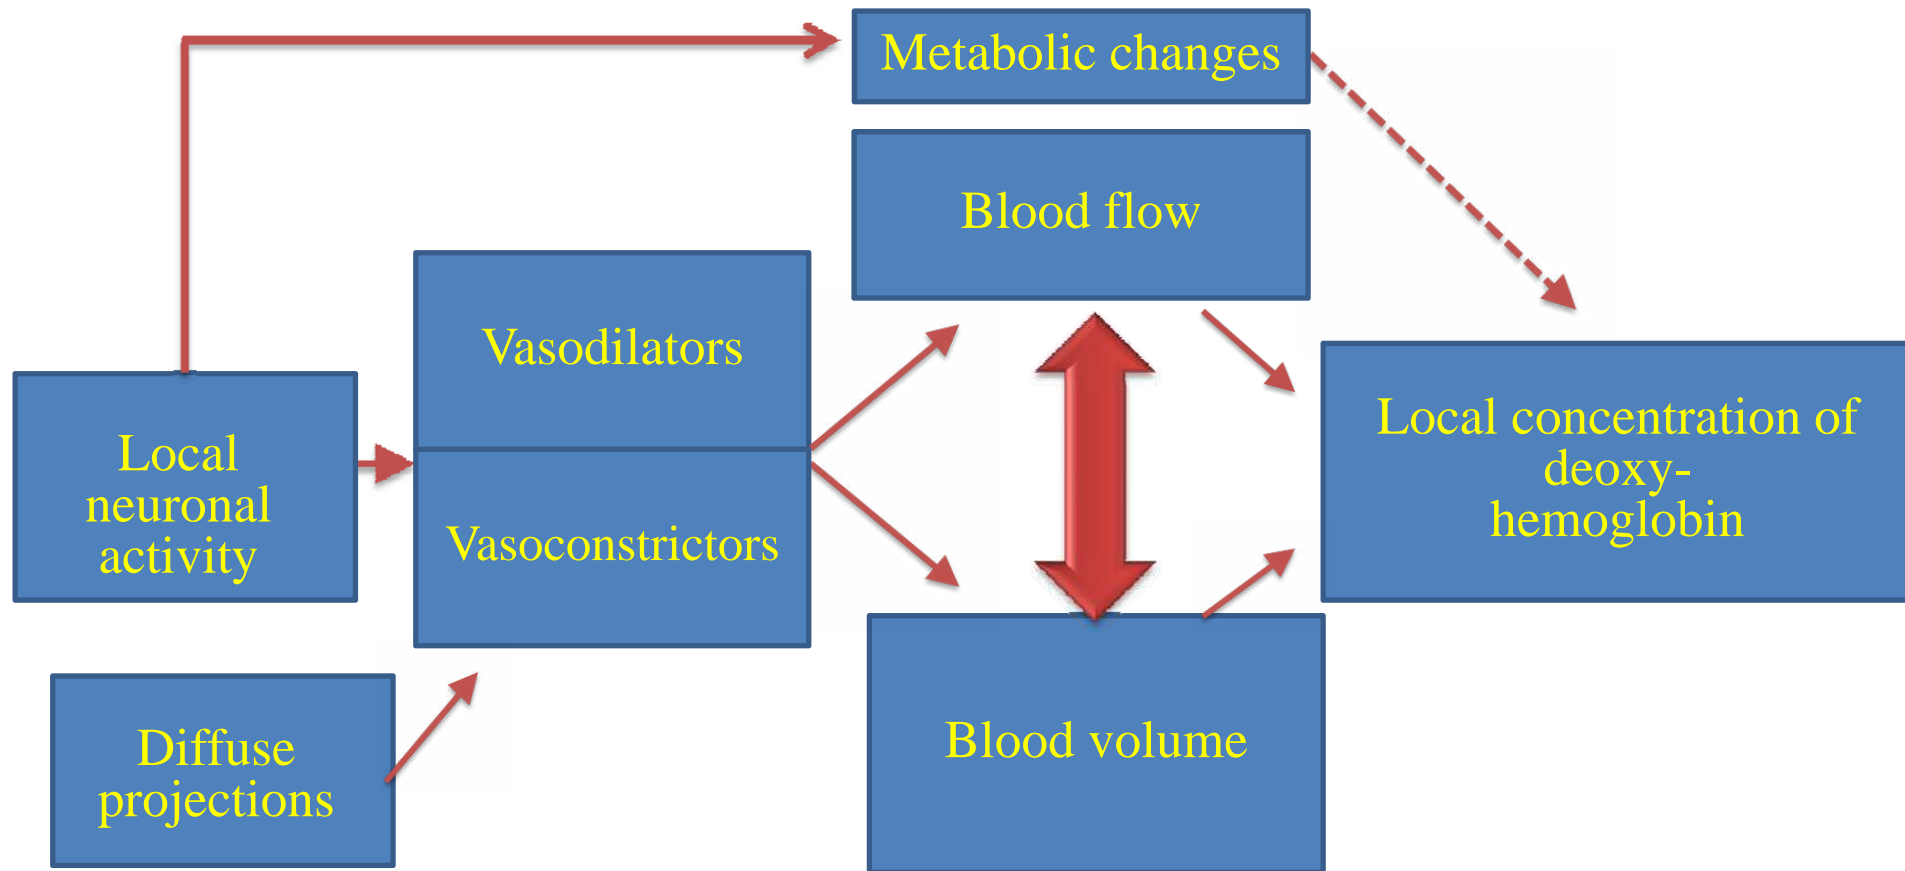 Metabolic changes
Blood flow
Vasodilators
Vasoconstrictors
Local
neuronal
activity
Local concentration of
deoxy-
hemoglobin
Diffuse
projections
Blood volume